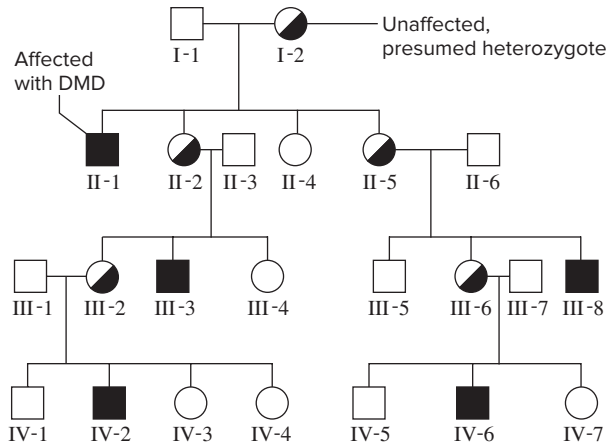 Unaffected,
presumed heterozygote
I-1
I-2
Affected
with DMD
II-1
II-2
II-3
II-4
II-5
II-6
III-1
III-2
III-3
III-4
III-5
III-6
III-7
III-8
IV-1
IV-2
IV-3
IV-4
IV-5
IV-6
IV-7